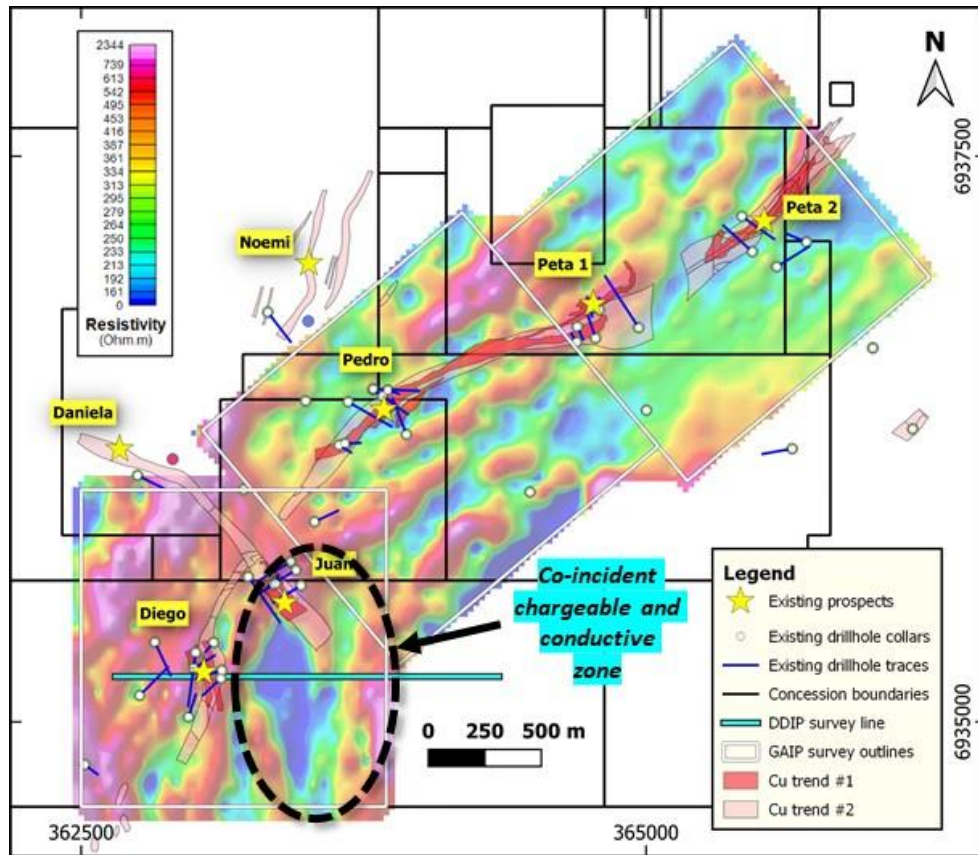 2344
739
613
542
495
453
416
387
361
334
313
295
279
264
250
233
213
192
161
0
Resistivity
(Ohm.m)
N
6937500
Peta 2
Noemi
Peta 1
Pedro
Daniela
Juan
Diego
Co-incident
chargeable and
conductive
zone
0 250 500 m
Legend
Existing prospects
Existing drillhole collars
Existing drillhole traces
Concession boundaries
DDIP survey line
GAIP survey outlines
Cu trend #1
Cu trend #2
6935000
362500
365000